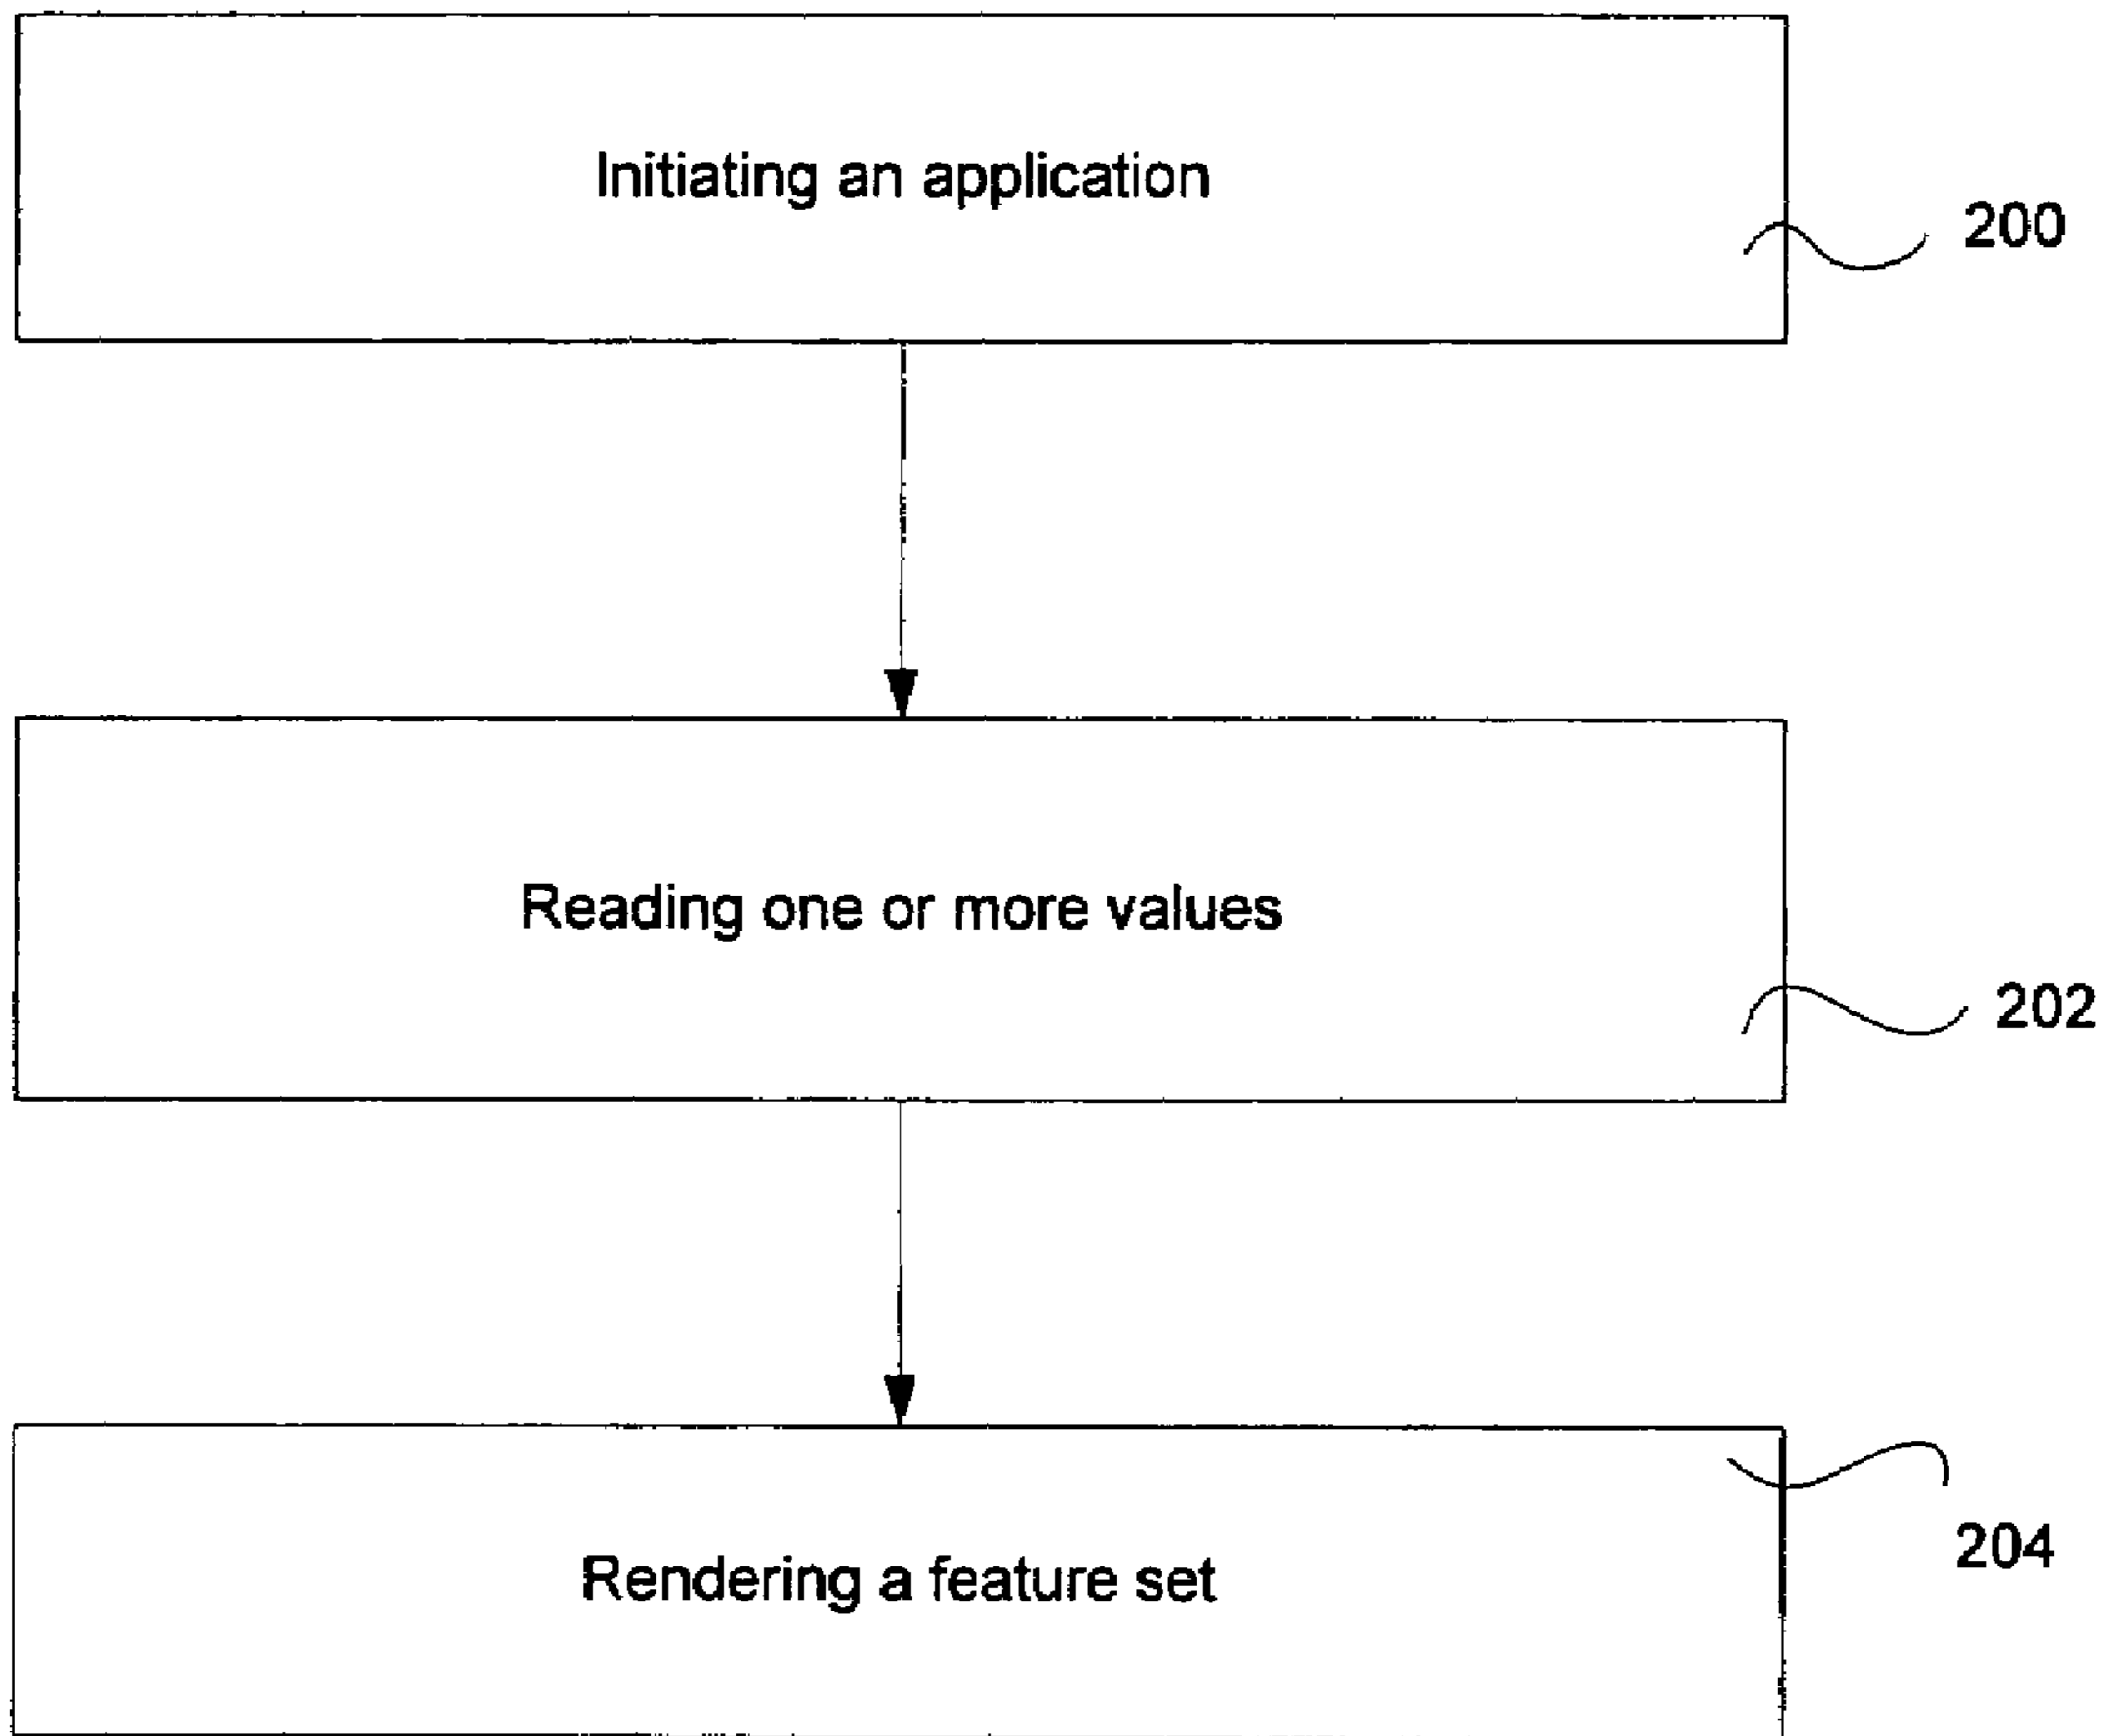 Initiating an application
200
Reading one or more values
202
204
Rendering a feature set